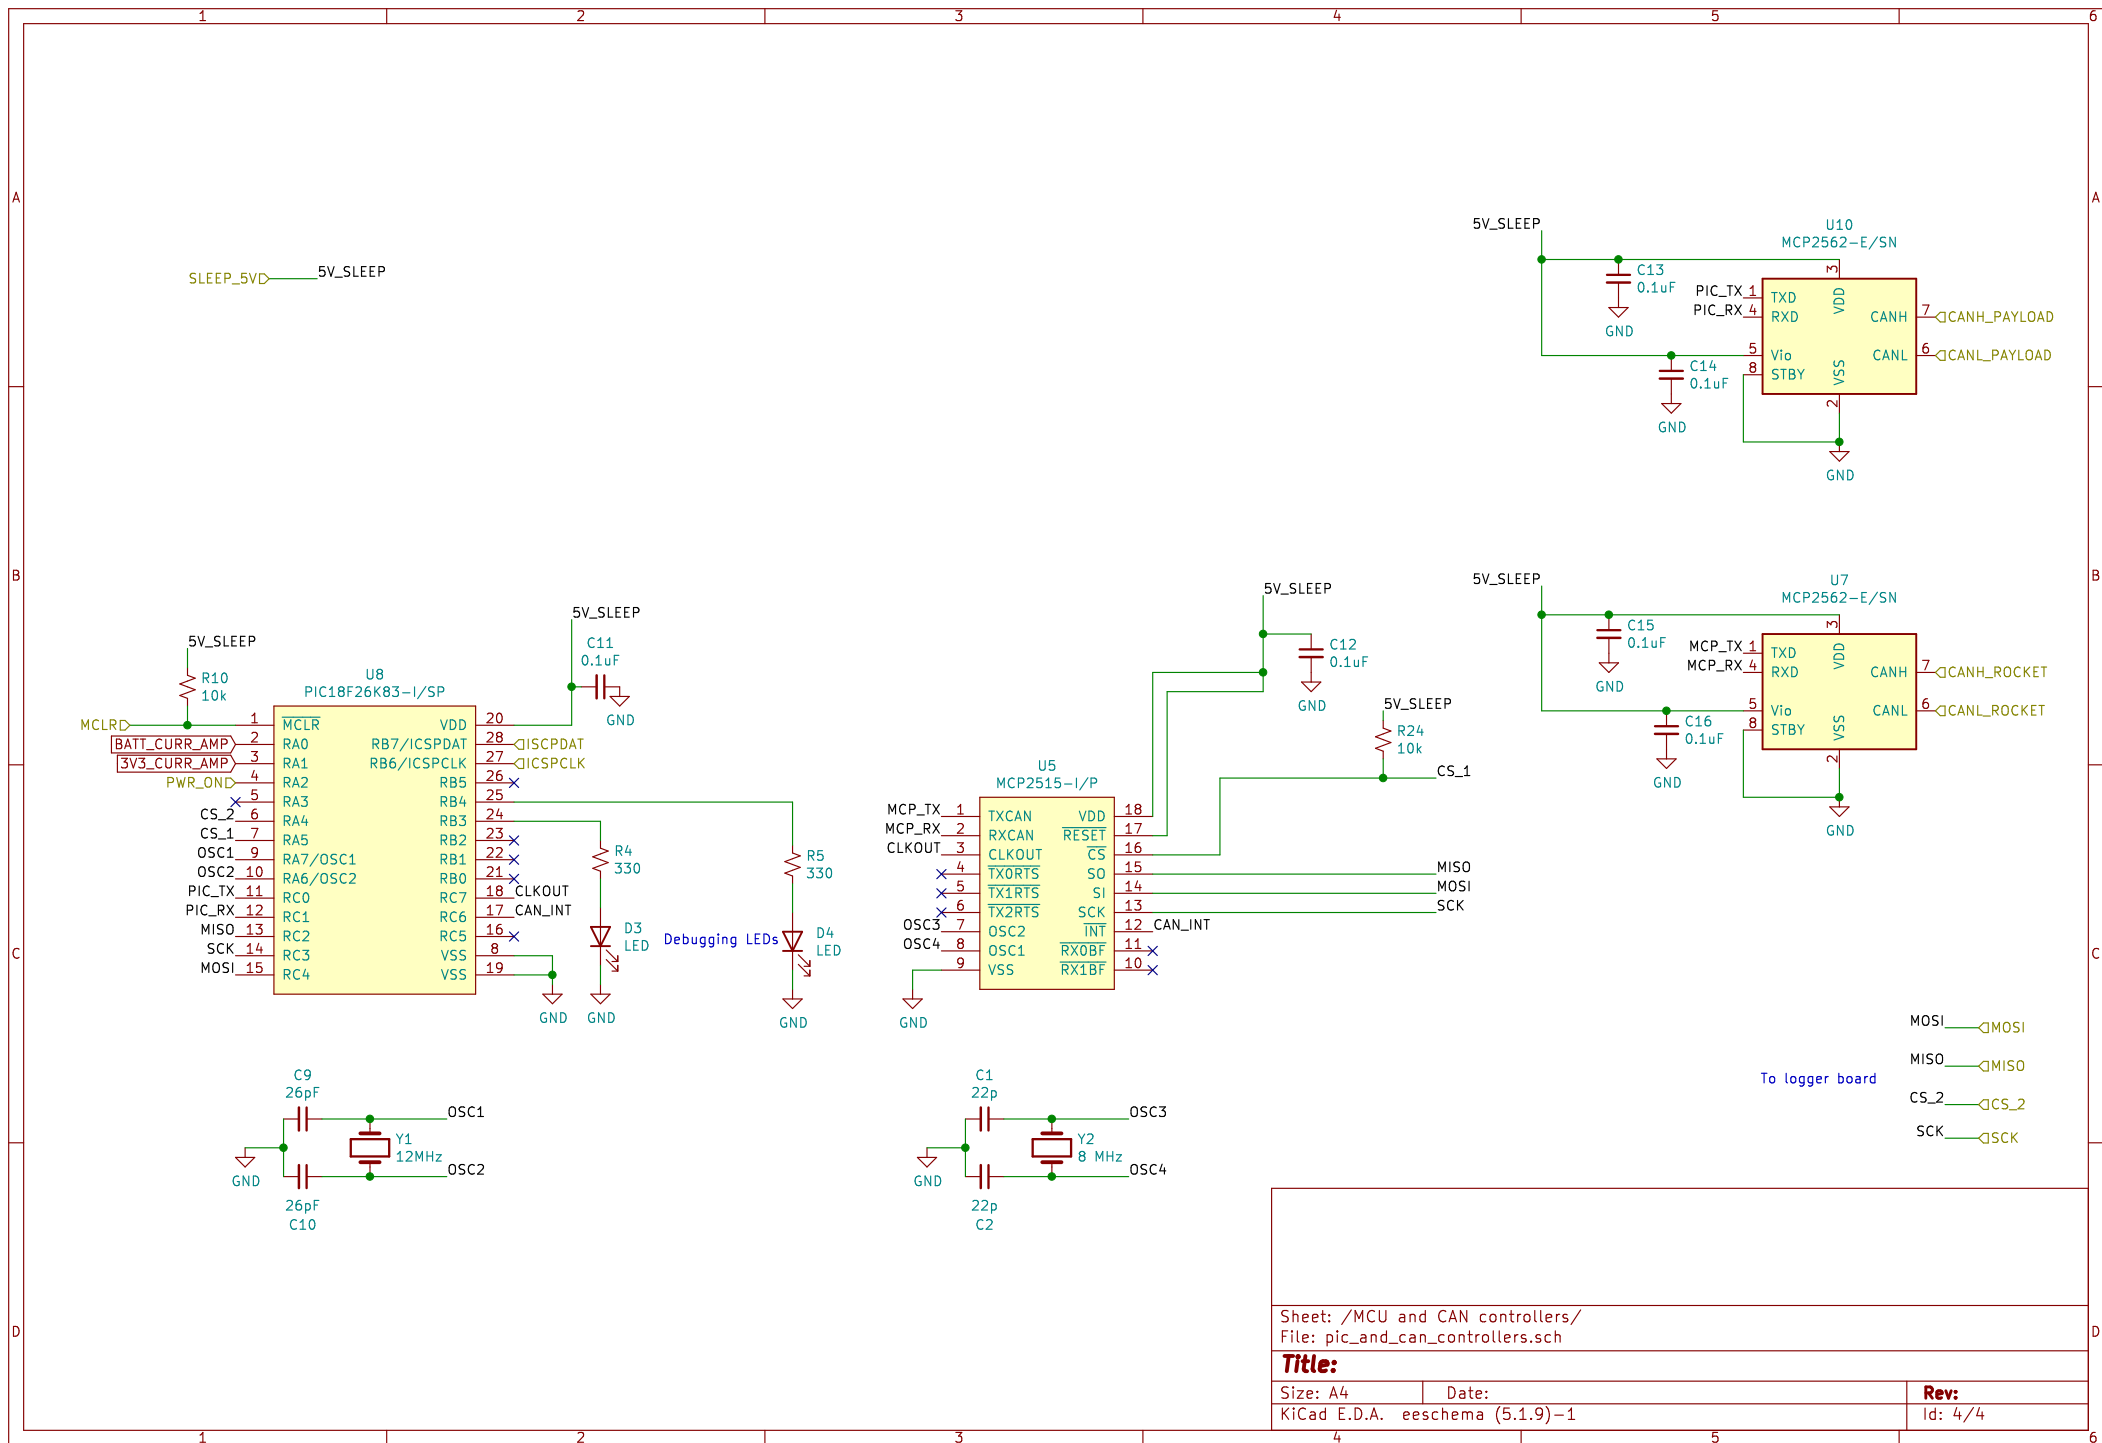 1 2 3 4 5 6
A
B
C
D
A
B
C
D
1 2 3 4 5 6
SLEEP_5V 5V_SLEEP
5V_SLEEP
U10
MCP2562-E/SN
C13
0.1uF
GND
C14
0.1uF
GND
PIC_TX 1 TXD
PIC_RX 4 RXD
5 Vio
8 STBY
3 VDD
VSS 2
CANH 7 CANH_PAYLOAD
CANL 6 CANL_PAYLOAD
GND
5V_SLEEP
U7
MCP2562-E/SN
C15
0.1uF
GND
C16
0.1uF
GND
MCP_TX 1 TXD
MCP_RX 4 RXD
5 Vio
8 STBY
3 VDD
VSS 2
CANH 7 CANH_ROCKET
CANL 6 CANL_ROCKET
GND
5V_SLEEP
R10
10k
5V_SLEEP
C11
0.1uF
GND
U8
PIC18F26K83-I/SP
MCLR 1 MCLR
BATT_CURR_AMP 2 RA0
3V3_CURR_AMP 3 RA1
PWR_ON 4 RA2
5 RA3
CS_2 6 RA4
CS_1 7 RA5
OSC1 9 RA7/OSC1
OSC2 10 RA6/OSC2
PIC_TX 11 RC0
PIC_RX 12 RC1
MISO 13 RC2
SCK 14 RC3
MOSI 15 RC4
VDD 20
RB7/ICSPDAT 28 ISCPDAT
RB6/ICSPCLK 27 ICSPCLK
RB5 26
RB4 25
RB3 24
RB2 23
RB1 22
RB0 21
RC7 18 CLKOUT
RC6 17 CAN_INT
RC5 16
VSS 8
VSS 19
GND
R4
330
D3
LED
GND
Debugging LEDs
R5
330
D4
LED
GND
5V_SLEEP
C12
0.1uF
GND
5V_SLEEP
R24
10k
CS_1
U5
MCP2515-I/P
MCP_TX 1 TXCAN
MCP_RX 2 RXCAN
CLKOUT 3 CLKOUT
4 TX0RTS
5 TX1RTS
6 TX2RTS
OSC3 7 OSC2
OSC4 8 OSC1
9 VSS
VDD 18
RESET 17
CS 16
SO 15 MISO
SI 14 MOSI
SCK 13 SCK
INT 12 CAN_INT
RX0BF 11
RX1BF 10
GND
C9
26pF
OSC1
Y1
12MHz
OSC2
GND
26pF
C10
C1
22p
OSC3
Y2
8 MHz
OSC4
GND
22p
C2
To logger board
MOSI MOSI
MISO MISO
CS_2 CS_2
SCK SCK
Sheet: /MCU and CAN controllers/
File: pic_and_can_controllers.sch
Title:
Size: A4 Date: Rev:
KiCad E.D.A. eeschema (5.1.9)-1 Id: 4/4